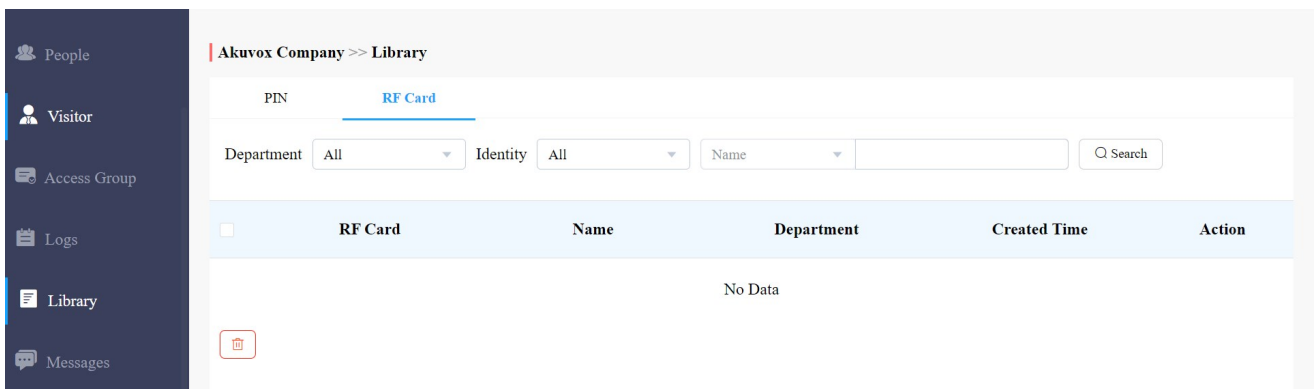 People
Visitor
Access Group
Logs
Library
Messages
Akuvox Company >> Library
PIN RF Card
Department All Identity All Name Search
RF Card Name Department Created Time Action
No Data